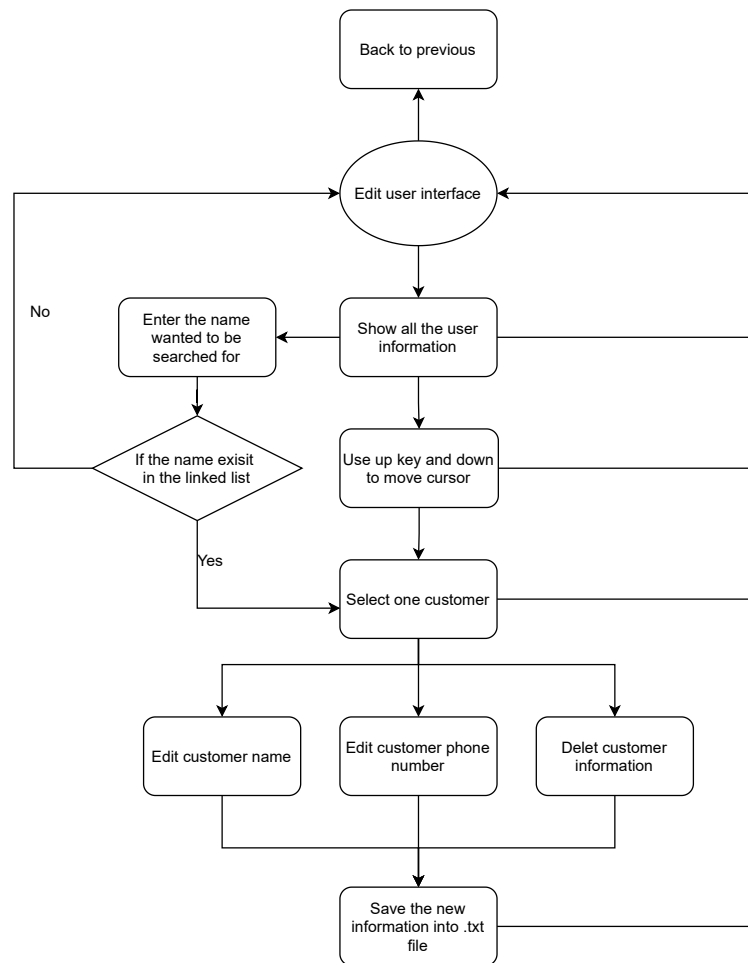 Back to previous
Edit user interface
No
Enter the name
wanted to be
searched for
Show all the user
information
If the name exisit
in the linked list
Use up key and down
to move cursor
Yes
Select one customer
Edit customer name
Edit customer phone
number
Delet customer
information
Save the new
information into .txt
file